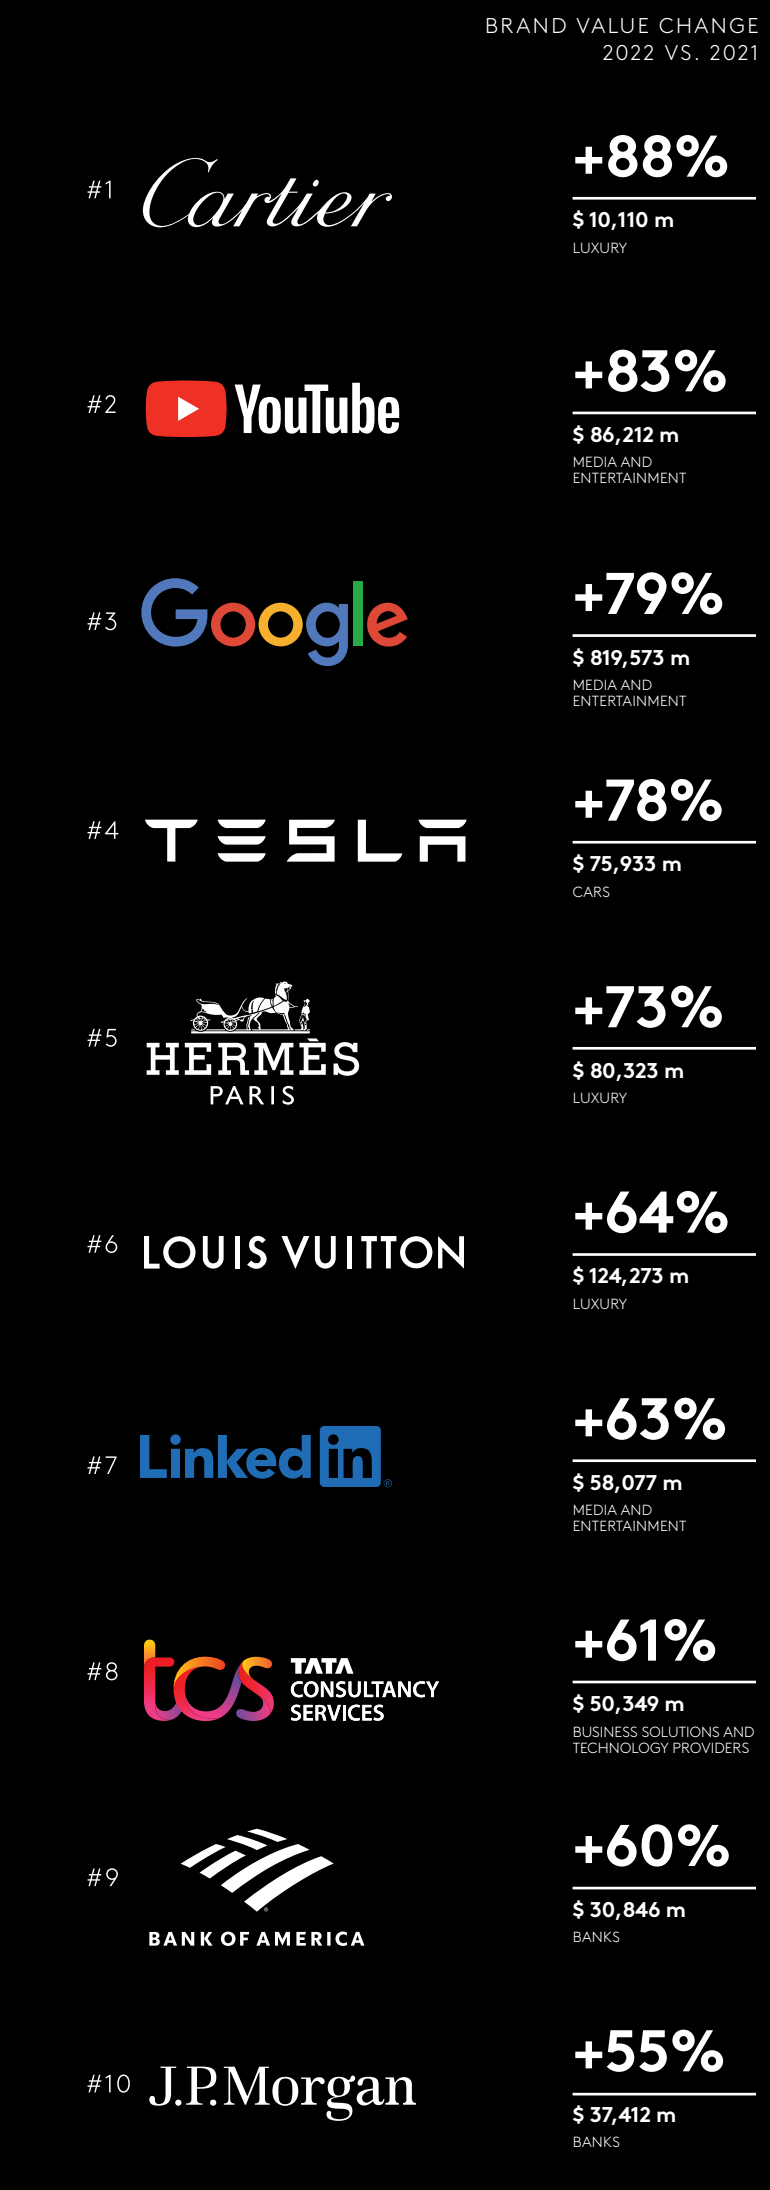 BRAND VALUE CHANGE
2022 VS. 2021
#1
Cartier
+88%
$ 10,110 m
LUXURY
#2
YouTube
+83%
$ 86,212 m
MEDIA AND
ENTERTAINMENT
#3
Google
+79%
$ 819,573 m
MEDIA AND
ENTERTAINMENT
#4
TESLA
+78%
$ 75,933 m
CARS
#5
HERMÈS
PARIS
+73%
$ 80,323 m
LUXURY
#6
LOUIS VUITTON
+64%
$ 124,273 m
LUXURY
#7
Linked in ®
+63%
$ 58,077 m
MEDIA AND
ENTERTAINMENT
#8
tcs
TATA
CONSULTANCY
SERVICES
+61%
$ 50,349 m
BUSINESS SOLUTIONS AND
TECHNOLOGY PROVIDERS
#9
BANK OF AMERICA
+60%
$ 30,846 m
BANKS
#10
J.P.Morgan
+55%
$ 37,412 m
BANKS